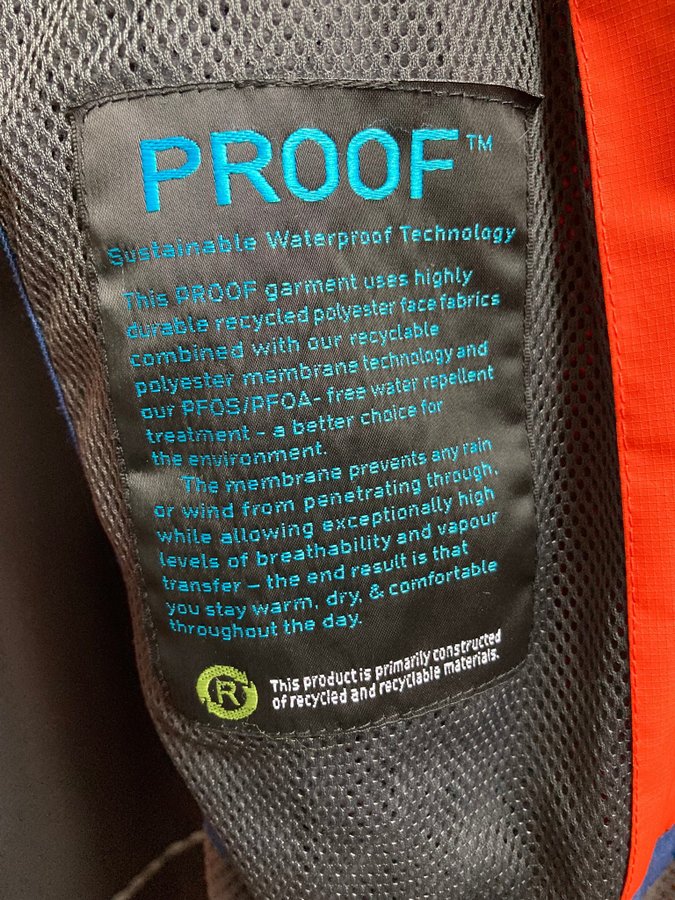 PROOF™
Sustainable Waterproof Technology
This PROOF garment uses highly
durable recycled polyester face fabrics
combined with our recyclable
polyester membrane technology and
our PFOS/PFOA- free water repellent
treatment – a better choice for
the environment.
The membrane prevents any rain
or wind from penetrating through,
while allowing exceptionally high
levels of breathability and vapour
transfer – the end result is that
you stay warm, dry, & comfortable
throughout the day.
R
This product is primarily constructed
of recycled and recyclable materials.